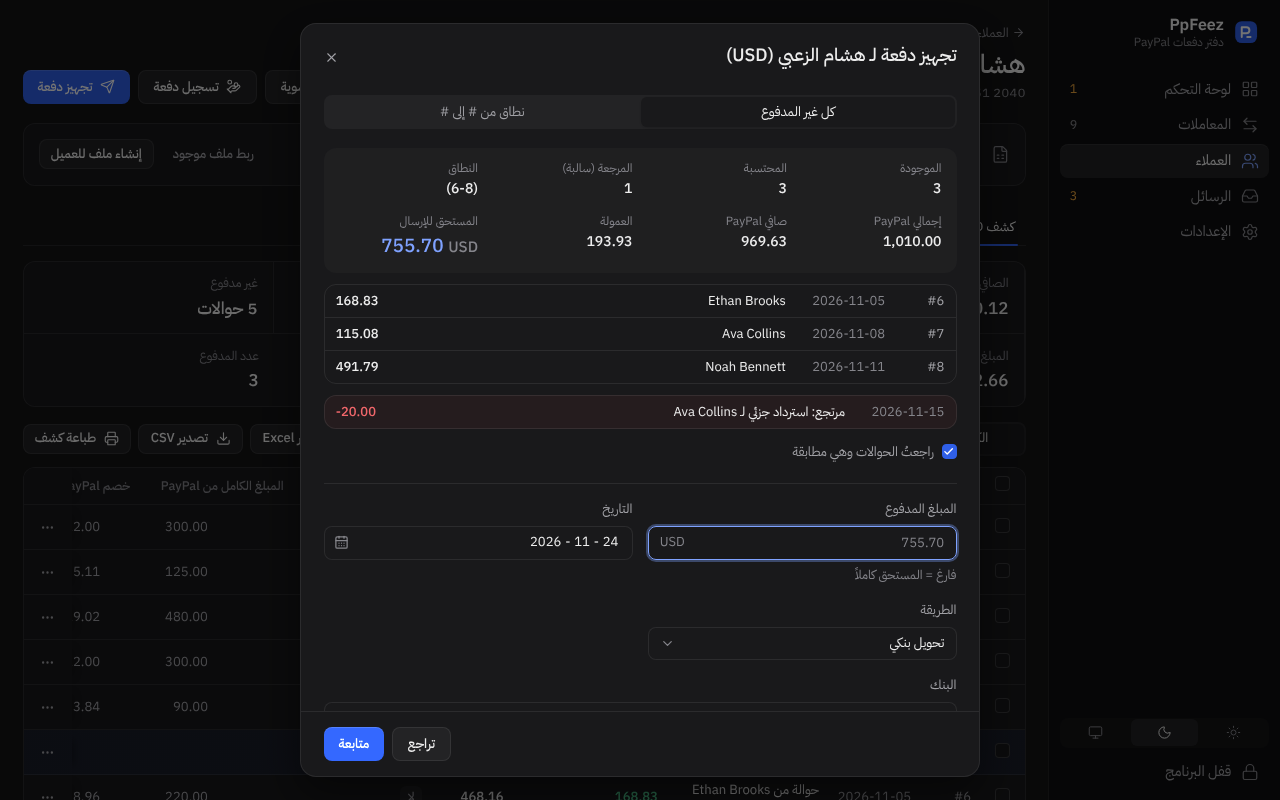 PpFeez
دفتر دفعات PayPal
لوحة التحكم 1
المعاملات 9
العملاء
الرسائل 3
الإعدادات
قفل البرنامج
تجهيز دفعة لـ هشام الزعبي (USD)
كل غير المدفوع
نطاق من # إلى #
الموجودة المحتسبة المرجعة (سالبة) النطاق
3 3 1 (6-8)
إجمالي PayPal صافي PayPal العمولة المستحق للإرسال
1,010.00 969.63 193.93 755.70 USD
#6 2026-11-05 Ethan Brooks 168.83
#7 2026-11-08 Ava Collins 115.08
#8 2026-11-11 Noah Bennett 491.79
2026-11-15 مرتجع: استرداد جزئي لـ Ava Collins -20.00
راجعتُ الحوالات وهي مطابقة
المبلغ المدفوع التاريخ
755.70 USD 2026 - 11 - 24
فارغ = المستحق كاملاً
الطريقة
تحويل بنكي
البنك
تراجع متابعة
تسجيل دفعة تجهيز دفعة
ربط ملف موجود إنشاء ملف للعميل
كشف
غير مدفوع
5 حوالات
عدد المدفوع
3
Excel
تصدير CSV
طباعة كشف
المبلغ الكامل من PayPal خصم
300.00 2.00
125.00 5.11
480.00 9.02
300.00 2.00
90.00 3.84
#6 2026-11-05 حوالة من Ethan Brooks 168.83 468.16 لا 220.00 8.96